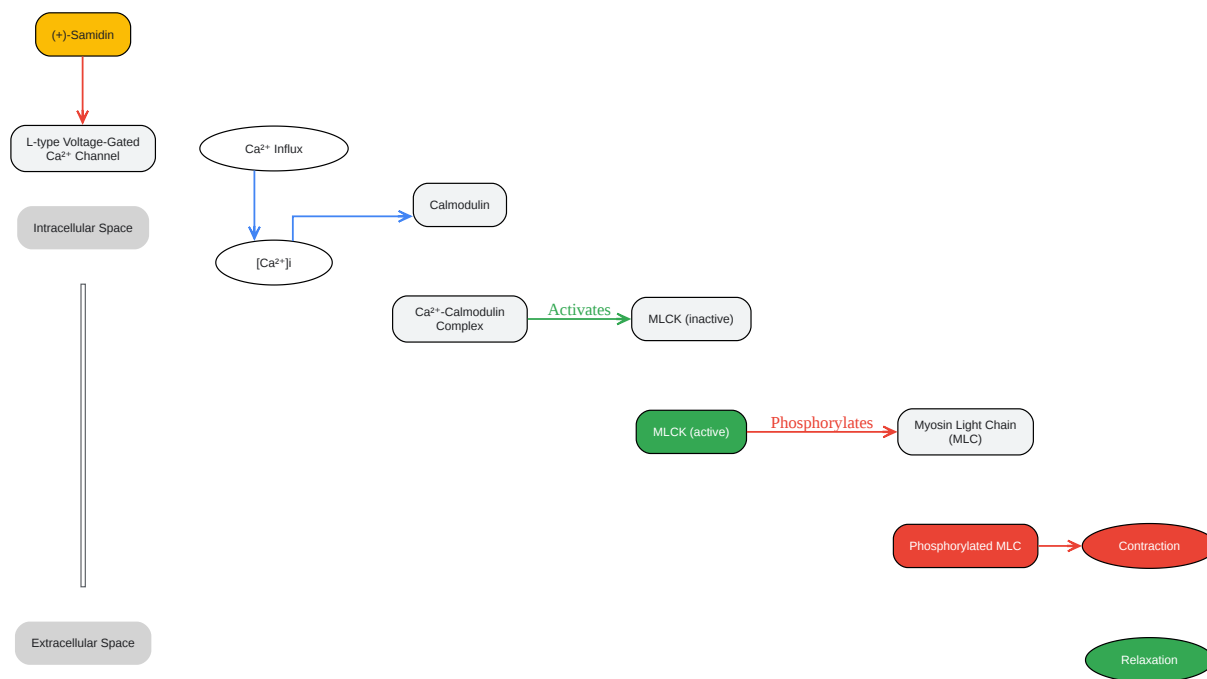 (+)-Samidin
L-type Voltage-Gated
Ca²⁺ Channel
Ca²⁺ Influx
Calmodulin
Intracellular Space
[Ca²⁺]i
Ca²⁺-Calmodulin
Complex
Activates
MLCK (inactive)
MLCK (active)
Phosphorylates
Myosin Light Chain
(MLC)
Phosphorylated MLC
Contraction
Extracellular Space
Relaxation